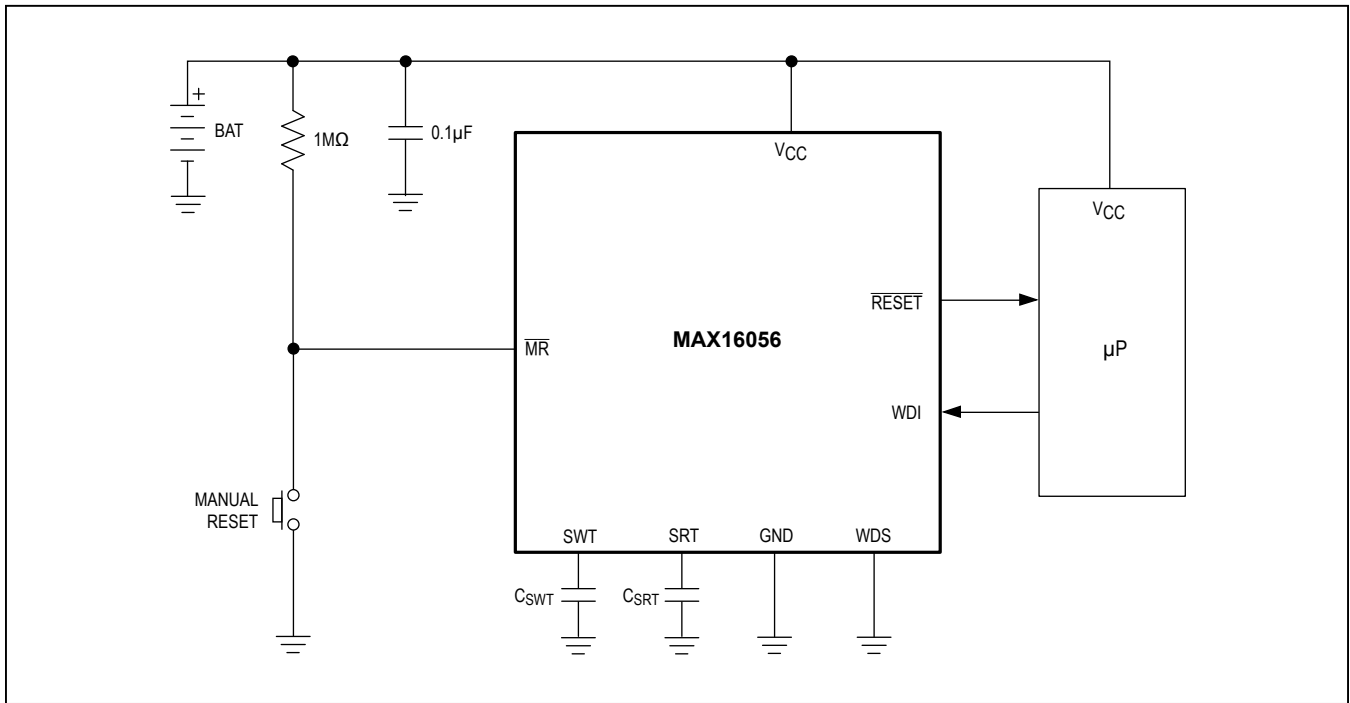 +
BAT
1MΩ
0.1µF
VCC
VCC
RESET
MAX16056
MR
µP
WDI
MANUAL
RESET
SWT
SRT
GND
WDS
CSWT
CSRT